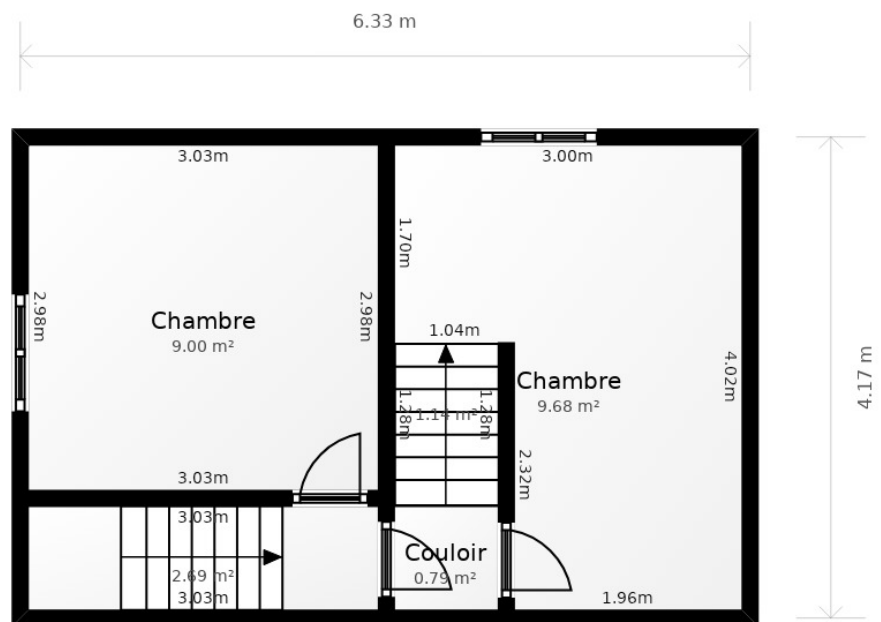 6.33 m
3.03m
3.00m
1.70m
2.98m
2.98m
Chambre
9.00 m²
1.04m
Chambre
9.68 m²
4.02m
4.17 m
1.28m
1.14 m²
1.28m
2.32m
3.03m
3.03m
2.69 m²
3.03m
Couloir
0.79 m²
1.96m